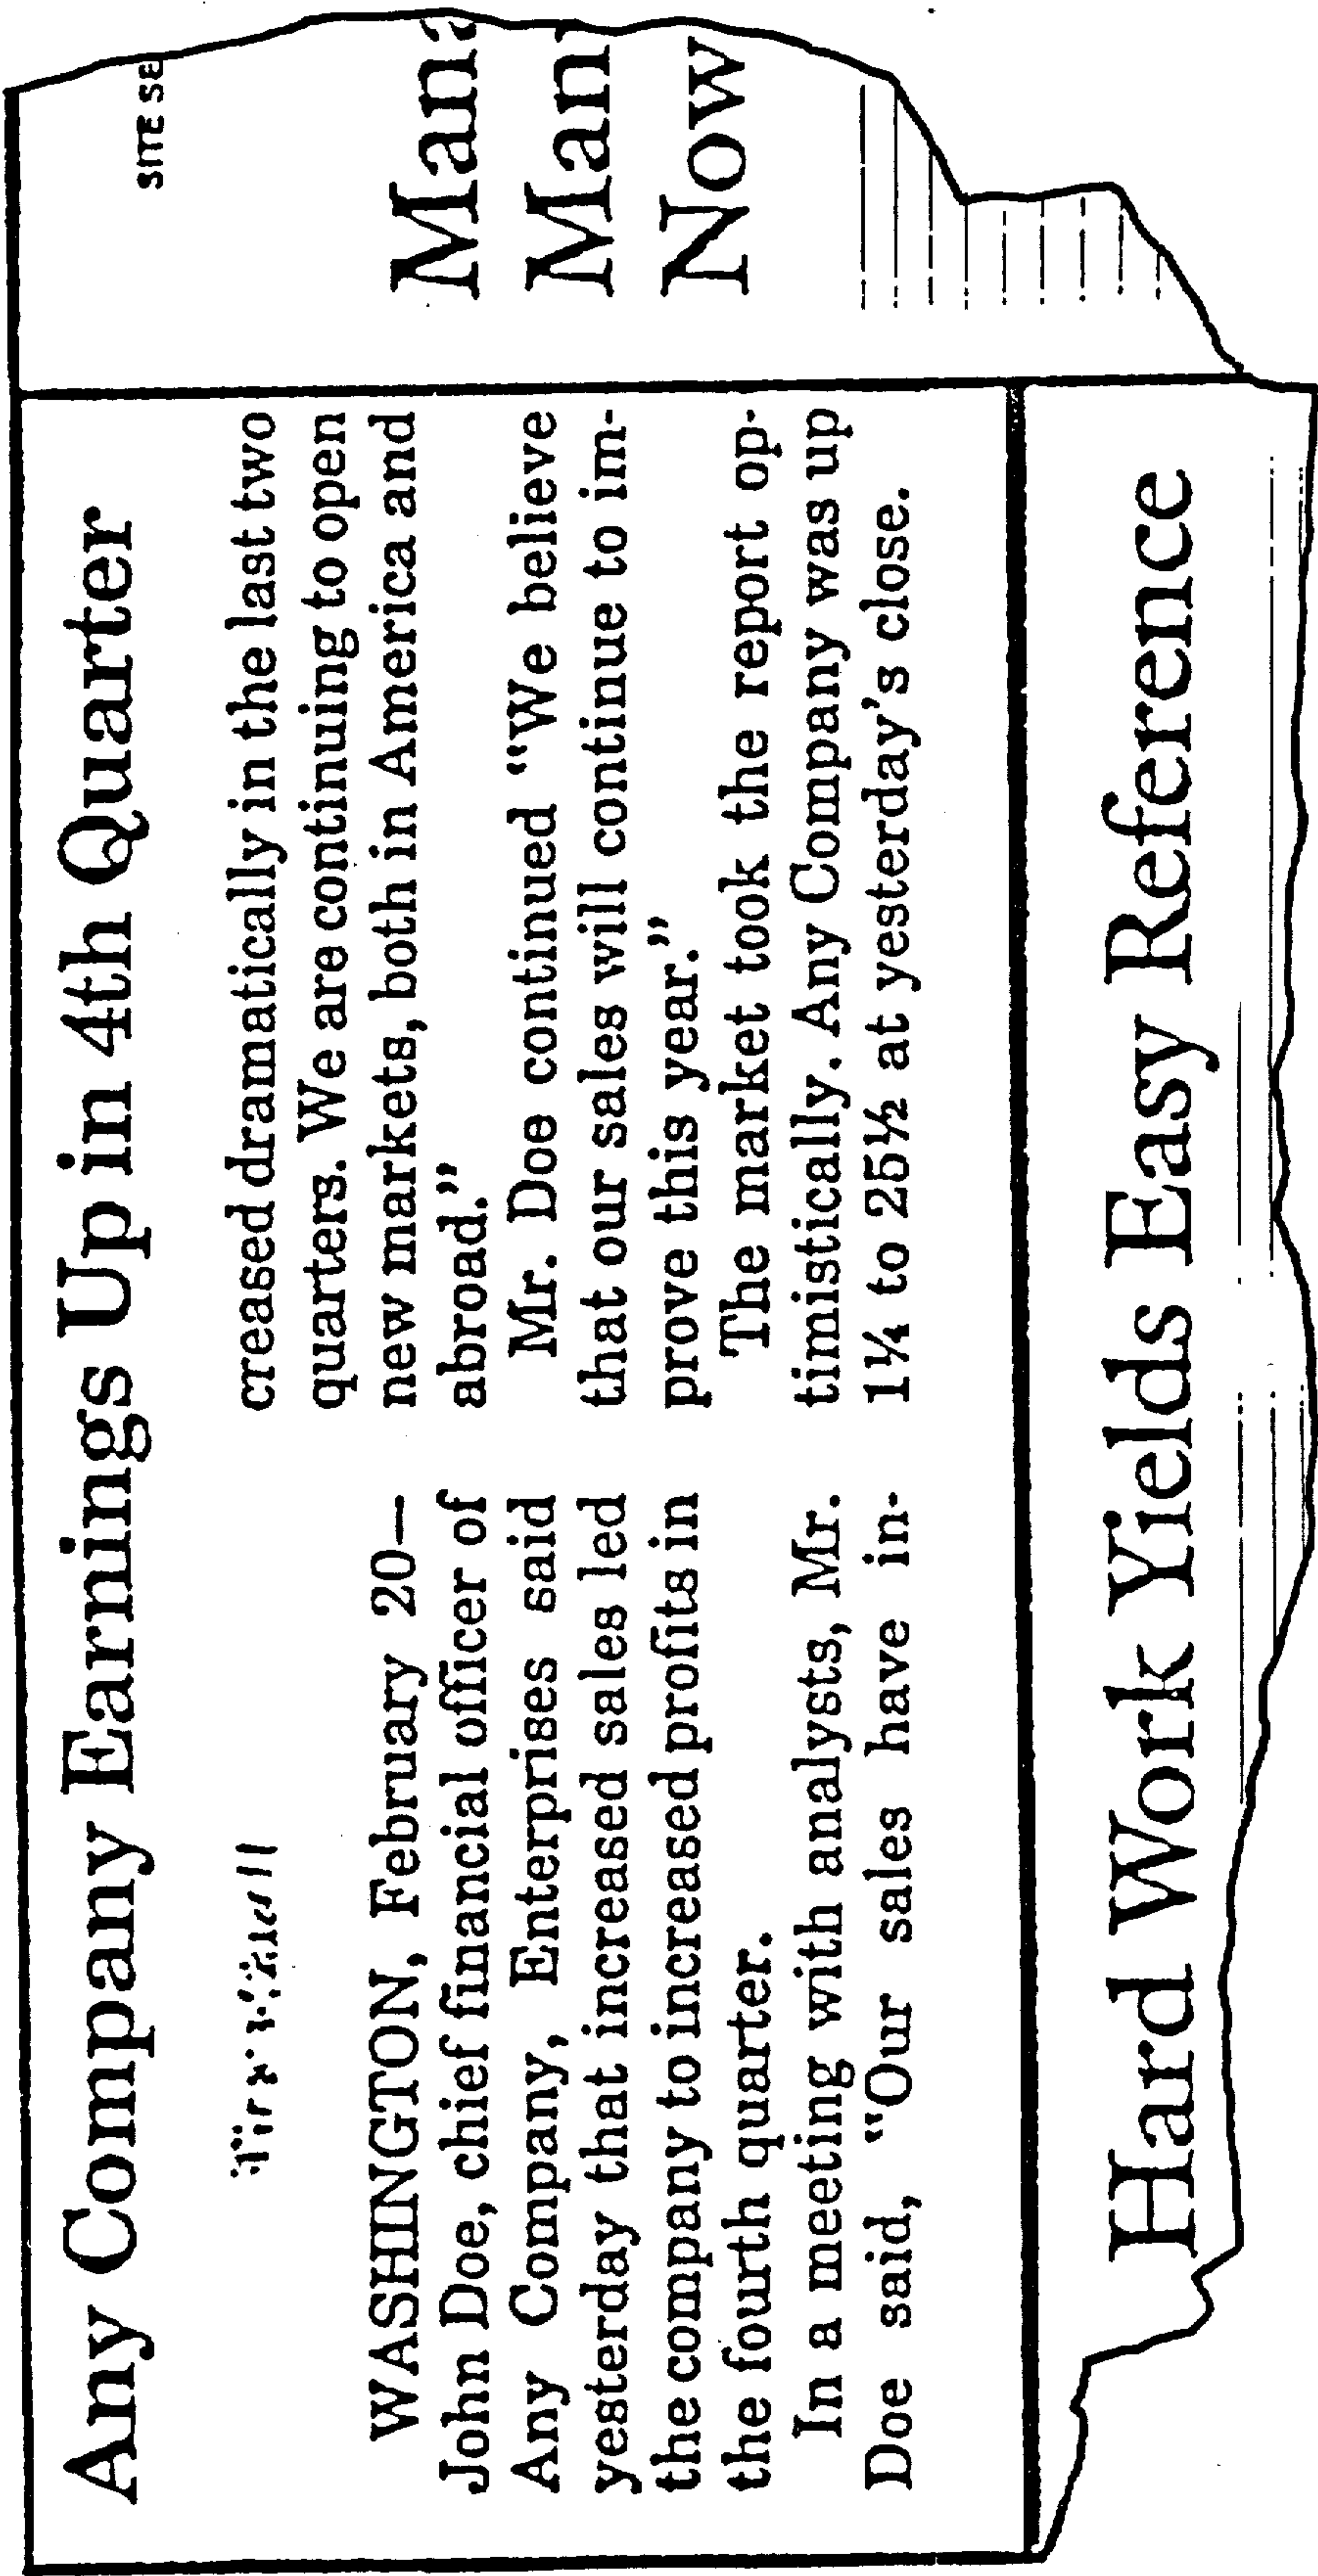 Any Company Earnings Up in 4th Quarter
WASHINGTON, February 20—
John Doe, chief financial officer of
Any Company, Enterprises said
yesterday that increased sales led
the company to increased profits in
the fourth quarter.
In a meeting with analysts, Mr.
Doe said, "Our sales have in-
creased dramatically in the last two
quarters. We are continuing to open
new markets, both in America and
abroad."
Mr. Doe continued "We believe
that our sales will continue to im-
prove this year."
The market took the report op-
timistically. Any Company was up
1¼ to 25½ at yesterday's close.
SITE
Now
Hard Work Yields Easy Reference